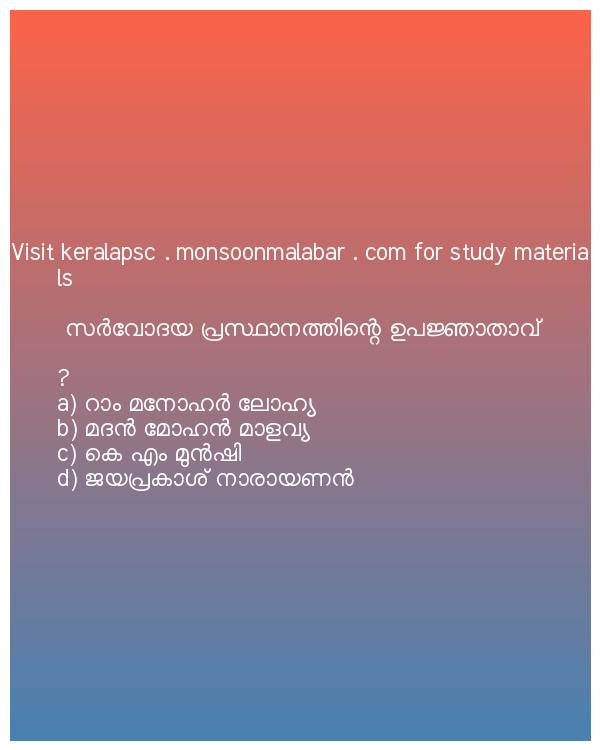 Visit keralapsc . monsoonmalabar . com for study materia
ls
സർവോദയ പ്രസ്ഥാനത്തിന്റെ ഉപജ്ഞാതാവ്
?
a) റാം മനോഹർ ലോഹ്യ
b) മദൻ മോഹൻ മാളവ്യ
c) കെ എം മുൻഷി
d) ജയപ്രകാശ് നാരായണൻ